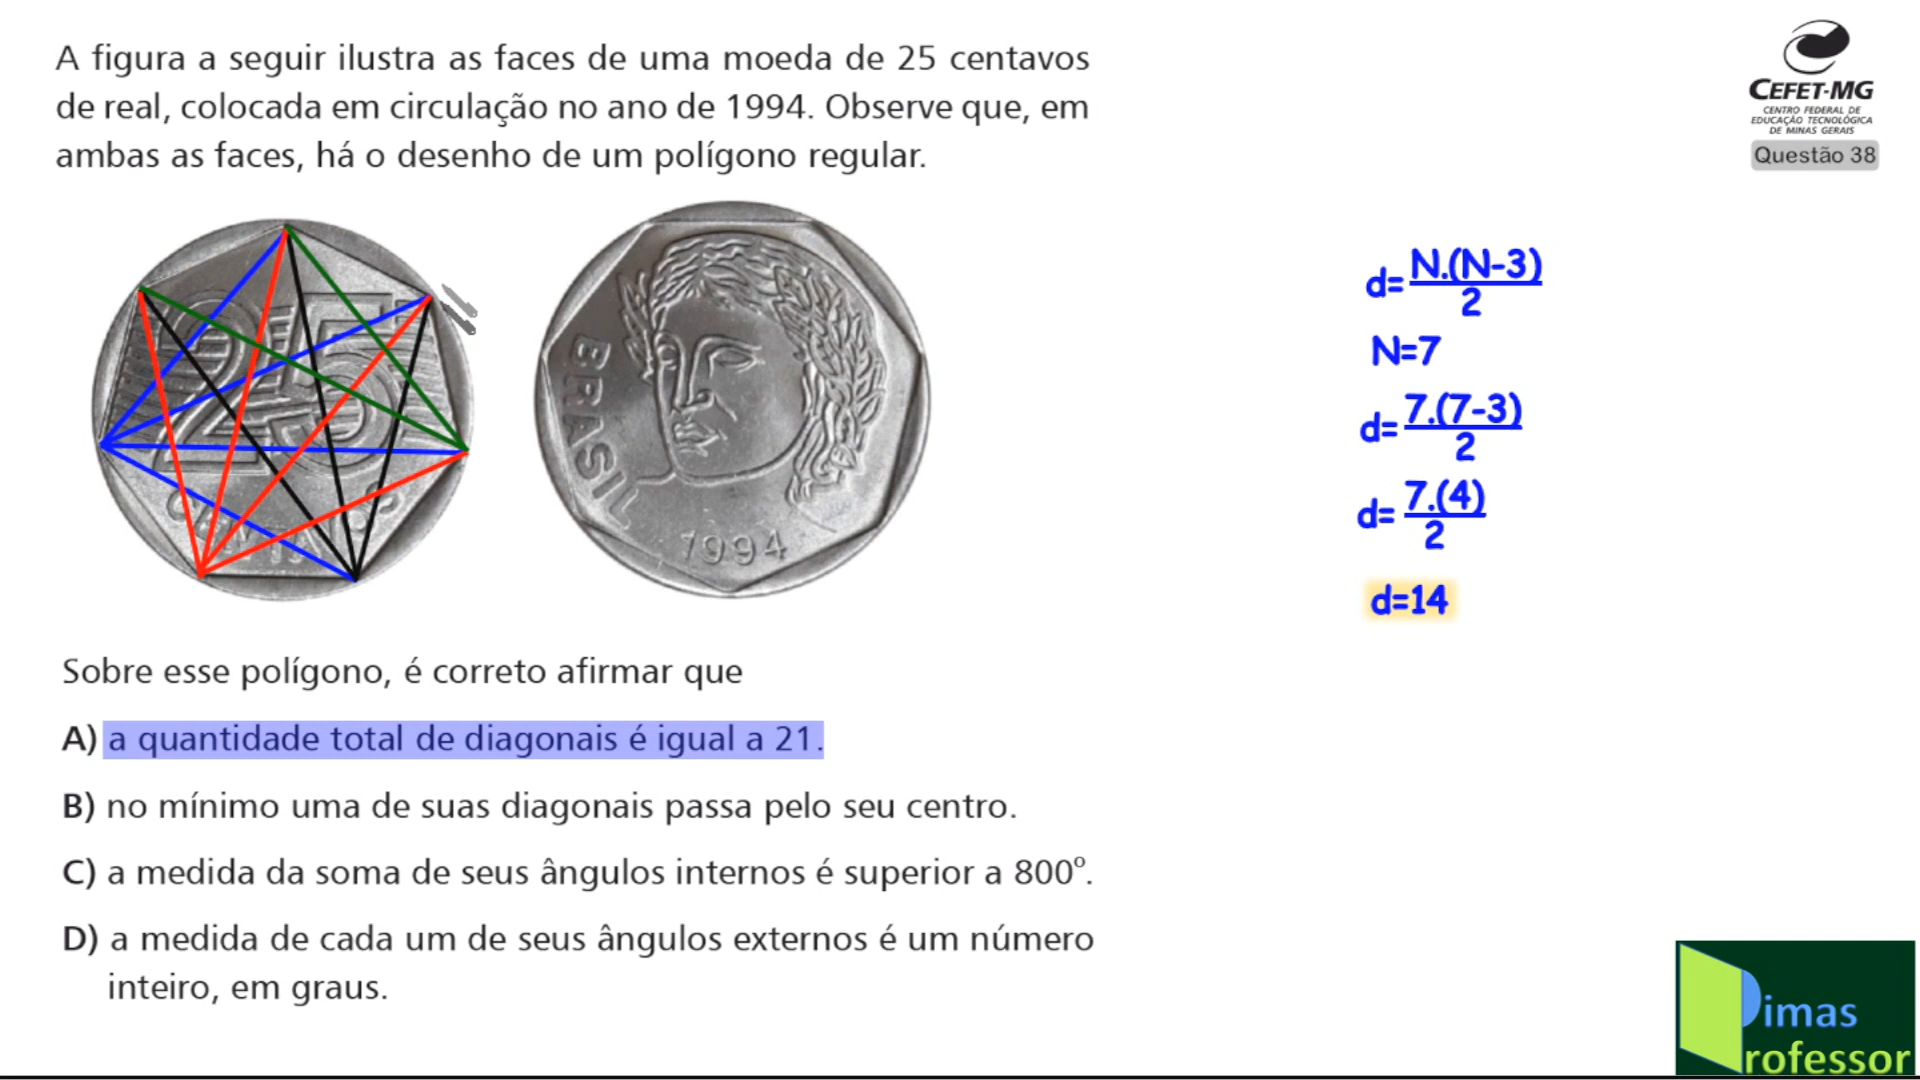 A figura a seguir ilustra as faces de uma moeda de 25 centavos
de real, colocada em circulação no ano de 1994. Observe que, em
ambas as faces, há o desenho de um polígono regular.
CEFET-MG
CENTRO FEDERAL DE
EDUCAÇÃO TECNOLÓGICA
DE MINAS GERAIS
Questão 38
25
BRASIL
1994
d= N.(N-3)
2
N=7
d= 7.(7-3)
2
d= 7.(4)
2
d=14
Sobre esse polígono, é correto afirmar que
A) a quantidade total de diagonais é igual a 21.
B) no mínimo uma de suas diagonais passa pelo seu centro.
C) a medida da soma de seus ângulos internos é superior a 800º.
D) a medida de cada um de seus ângulos externos é um número
inteiro, em graus.
Dimas
Professor